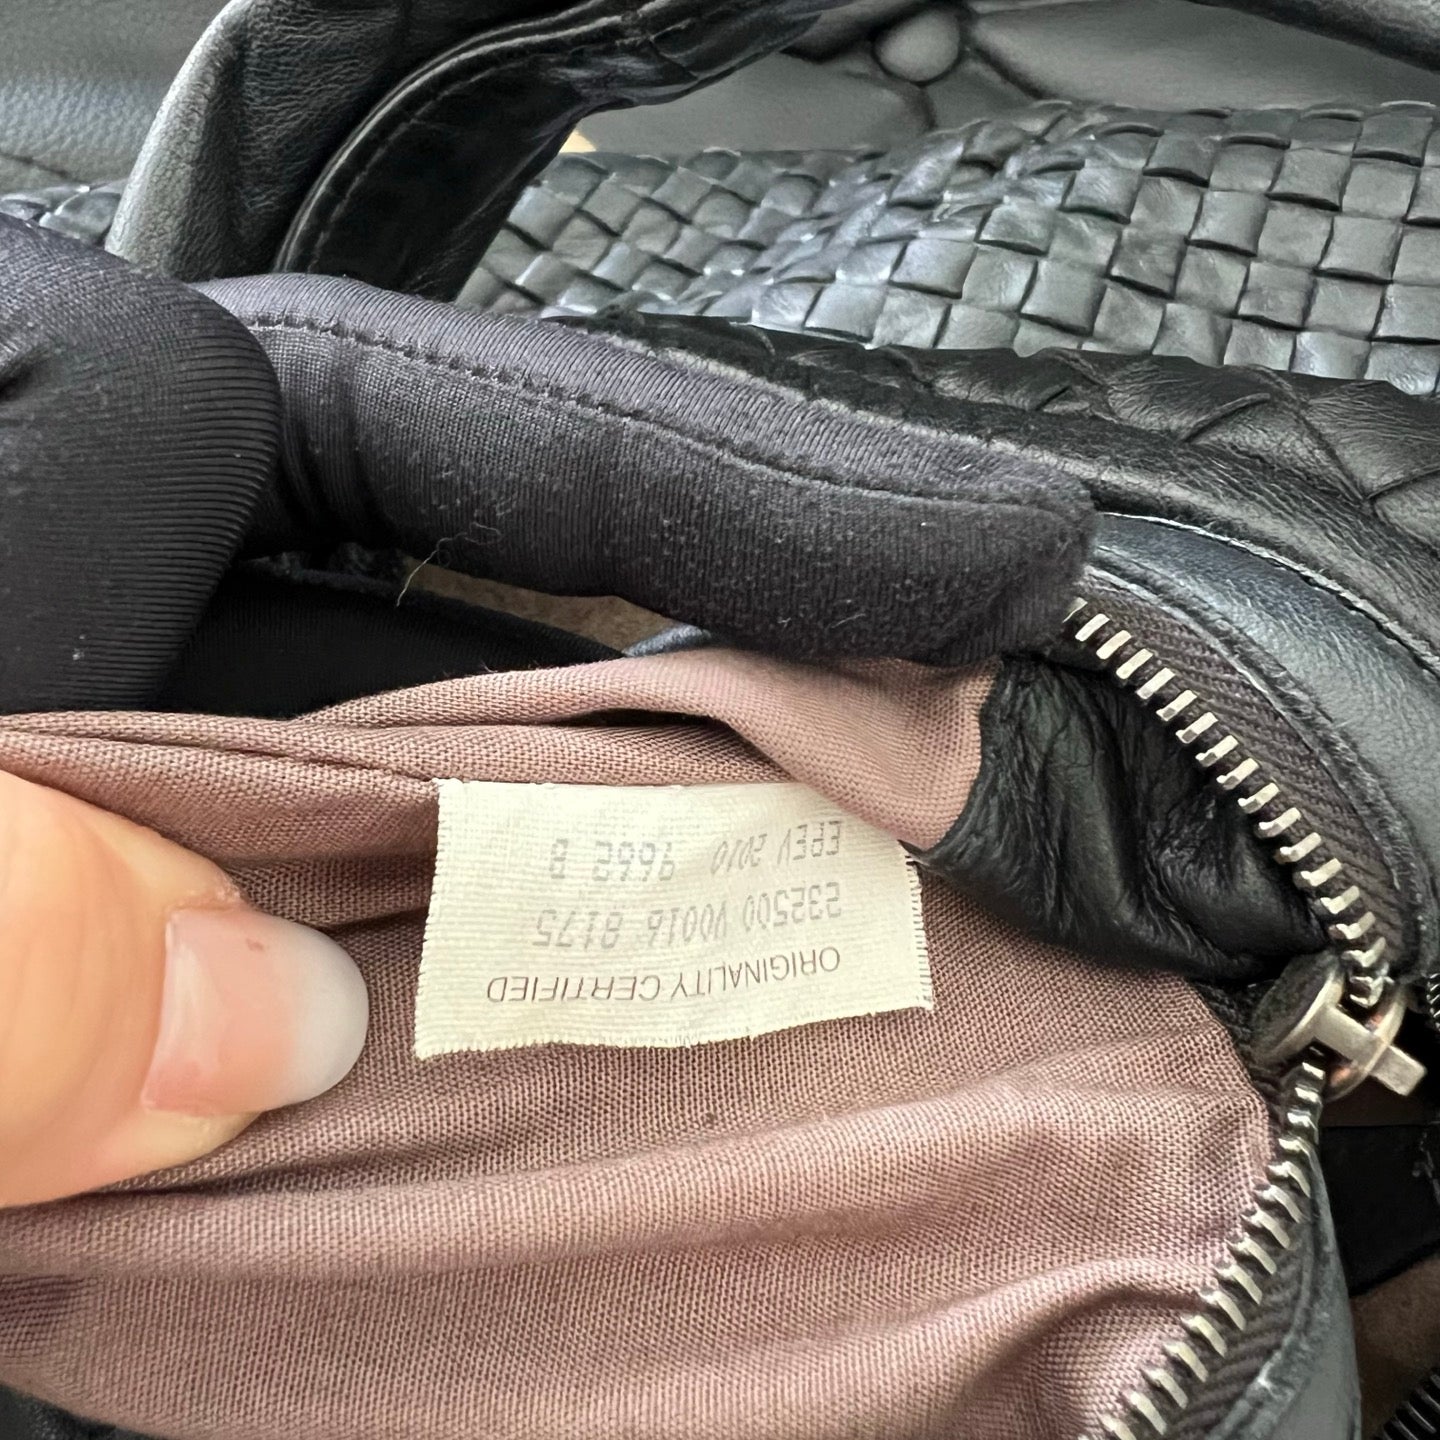 ORIGINALITY CERTIFIED
232500 V0016 8175
EPEV 2010 9662 B